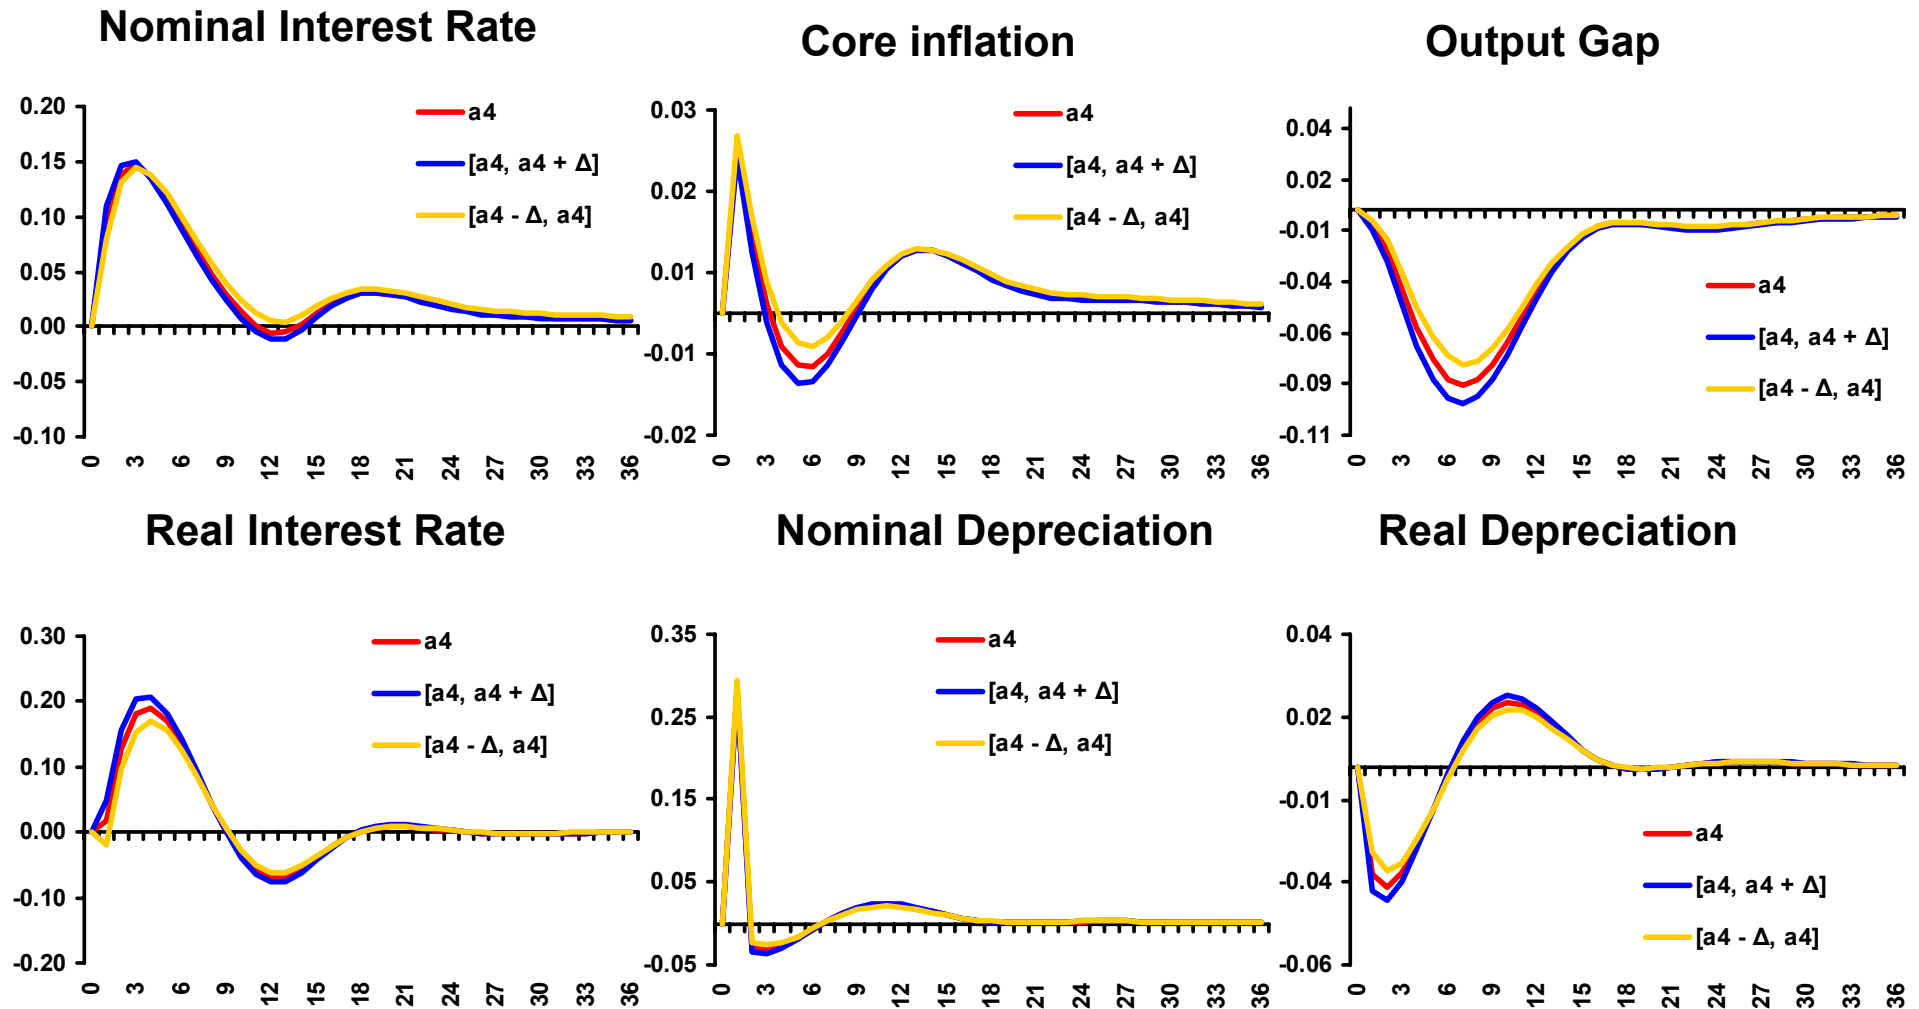 Nominal Interest Rate
0.20
0.15
0.10
0.05
0.00
-0.05
-0.10
a4
[a4, a4 + Δ]
[a4 - Δ, a4]
0 3 6 9 12 15 18 21 24 27 30 33 36
Core inflation
0.03
0.02
0.01
-0.01
-0.02
a4
[a4, a4 + Δ]
[a4 - Δ, a4]
0 3 6 9 12 15 18 21 24 27 30 33 36
Output Gap
0.04
0.02
-0.01
-0.04
-0.06
-0.09
-0.11
a4
[a4, a4 + Δ]
[a4 - Δ, a4]
0 3 6 9 12 15 18 21 24 27 30 33 36
Real Interest Rate
0.30
0.20
0.10
0.00
-0.10
-0.20
a4
[a4, a4 + Δ]
[a4 - Δ, a4]
0 3 6 9 12 15 18 21 24 27 30 33 36
Nominal Depreciation
0.35
0.25
0.15
0.05
-0.05
a4
[a4, a4 + Δ]
[a4 - Δ, a4]
0 3 6 9 12 15 18 21 24 27 30 33 36
Real Depreciation
0.04
0.02
-0.01
-0.04
-0.06
a4
[a4, a4 + Δ]
[a4 - Δ, a4]
0 3 6 9 12 15 18 21 24 27 30 33 36